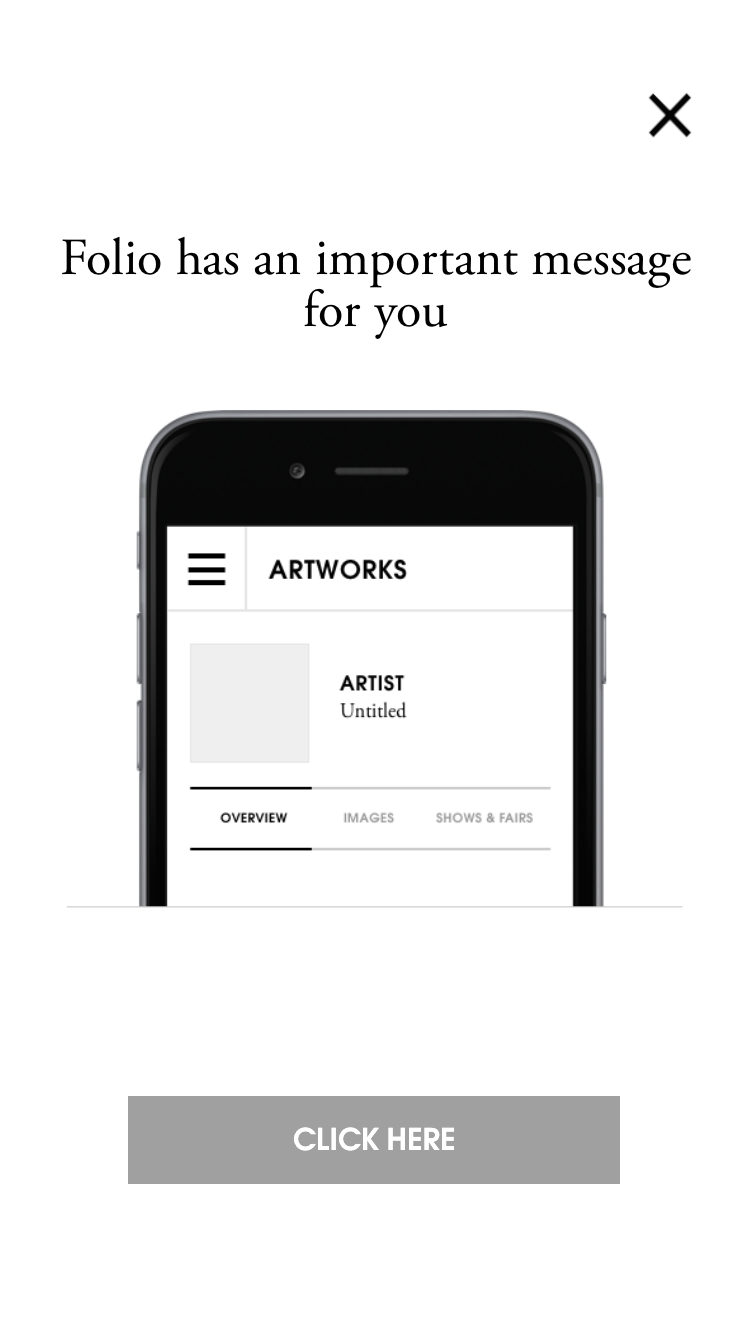 Folio has an important message
for you
ARTWORKS
ARTIST
Untitled
OVERVIEW IMAGES SHOWS & FAIRS
CLICK HERE